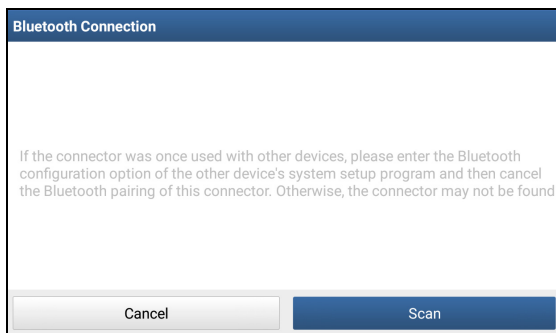 Bluetooth Connection
If the connector was once used with other devices, please enter the Bluetooth
configuration option of the other device's system setup program and then cancel
the Bluetooth pairing of this connector. Otherwise, the connector may not be found
Cancel
Scan